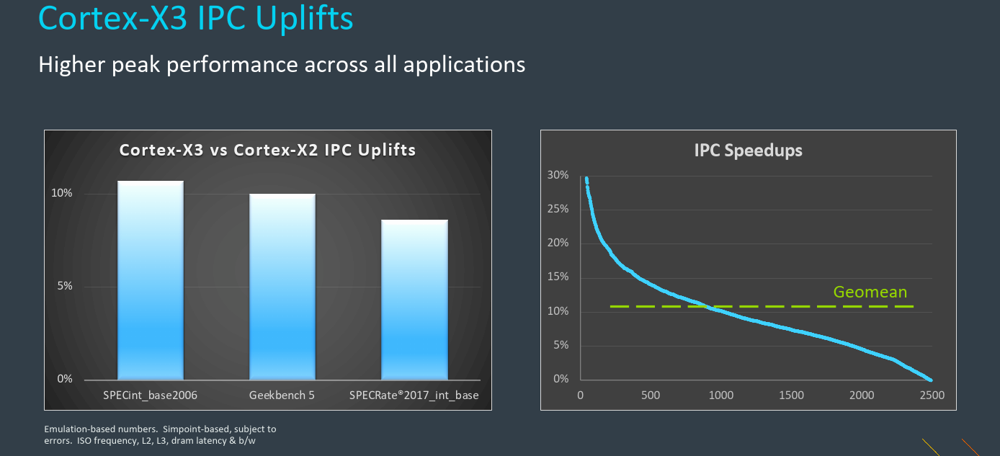 Cortex-X3 IPC Uplifts
Higher peak performance across all applications
Cortex-X3 vs Cortex-X2 IPC Uplifts
10%
5%
0%
SPECint_base2006 Geekbench 5 SPECRate®2017_int_base
IPC Speedups
30%
25%
20%
15%
10%
5%
0%
Geomean
0 500 1000 1500 2000 2500
Emulation-based numbers. Simpoint-based, subject to
errors. ISO frequency, L2, L3, dram latency & b/w